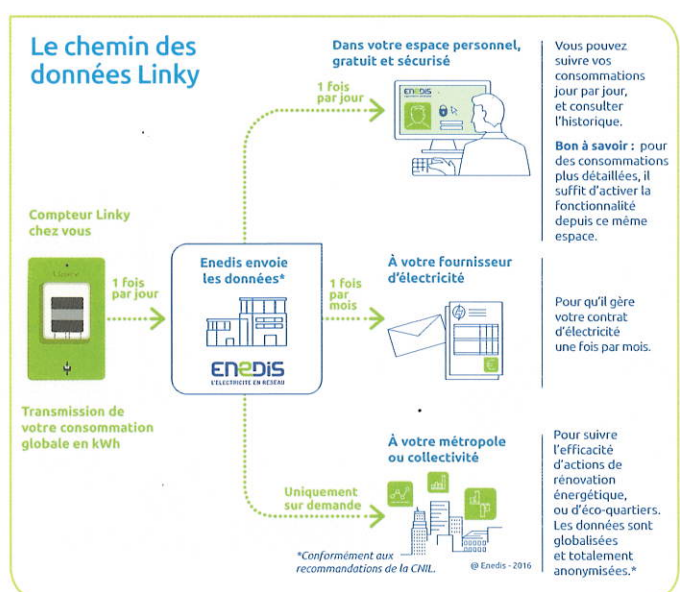 Le chemin des
données Linky
Dans votre espace personnel,
gratuit et sécurisé
1 fois
par jour
ENEDIS
Vous pouvez
suivre vos
consommations
jour par jour,
et consulter
l'historique.
Bon à savoir : pour
des consommations
plus détaillées, il
suffit d'activer la
fonctionnalité
depuis ce même
espace.
Compteur Linky
chez vous
1 fois
par jour
Enedis envoie
les données*
ENEDIS
L'ELECTRICITE EN RESEAU
1 fois
par
mois
À votre fournisseur
d'électricité
€
Pour qu'il gère
votre contrat
d'électricité
une fois par mois.
Transmission de
votre consommation
globale en kWh
Uniquement
sur demande
À votre métropole
ou collectivité
Pour suivre
l'efficacité
d'actions de
rénovation
énergétique,
ou d'éco-quartiers.
Les données sont
globalisées
et totalement
anonymisées.*
*Conformément aux
recommandations de la CNIL.
@ Enedis - 2016